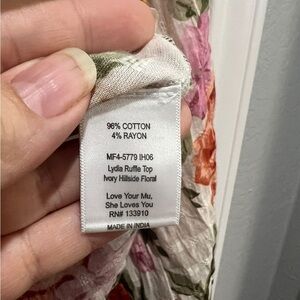 96% COTTON
4% RAYON
MF4-5779 IH06
Lydia Ruffle Top
Ivory Hillside Floral
Love Your Mu,
She Loves You
RN# 133910
MADE IN INDIA